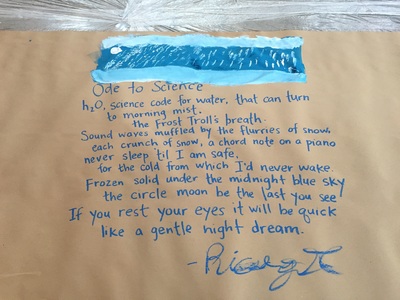 Ode to Science
h₂O, science code for water, that can turn
to morning mist.
the Frost Troll's breath.
Sound waves muffled by the flurries of snow,
each crunch of snow, a chord note on a piano
never sleep 'til I am safe,
for the cold from which I'd never wake.
Frozen solid under the midnight blue sky
the circle moon be the last you see
If you rest your eyes it will be quick
like a gentle night dream.